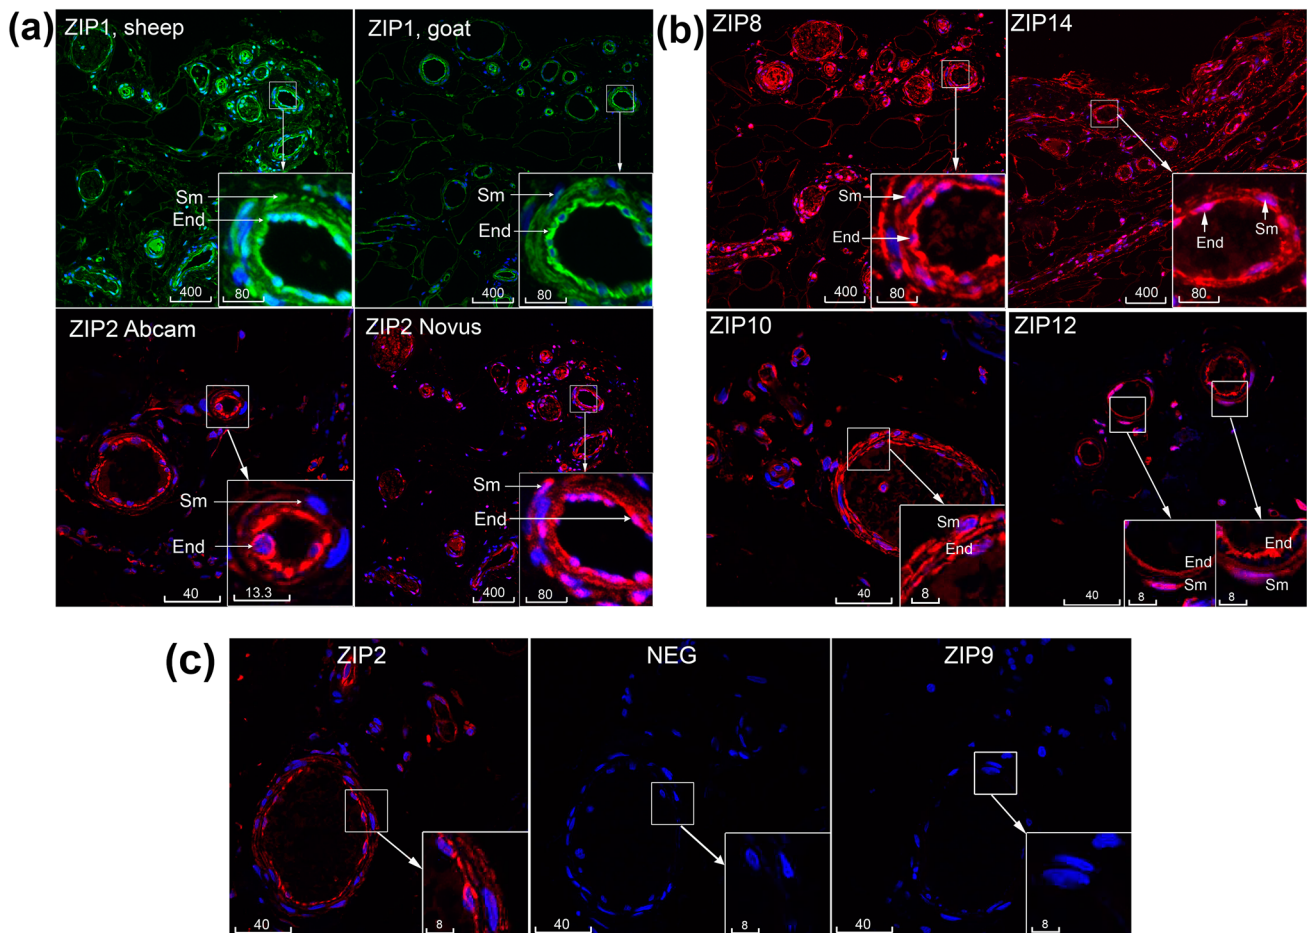 (a)
ZIP1, sheep
Sm
End
400
80
ZIP1, goat
Sm
End
400
80
ZIP2 Abcam
Sm
End
40
13.3
ZIP2 Novus
Sm
End
400
80
(b)
ZIP8
Sm
End
400
80
ZIP14
End
Sm
400
80
ZIP10
Sm
End
40
8
ZIP12
End
Sm
End
Sm
40
8
8
(c)
ZIP2
40
8
NEG
40
8
ZIP9
40
8